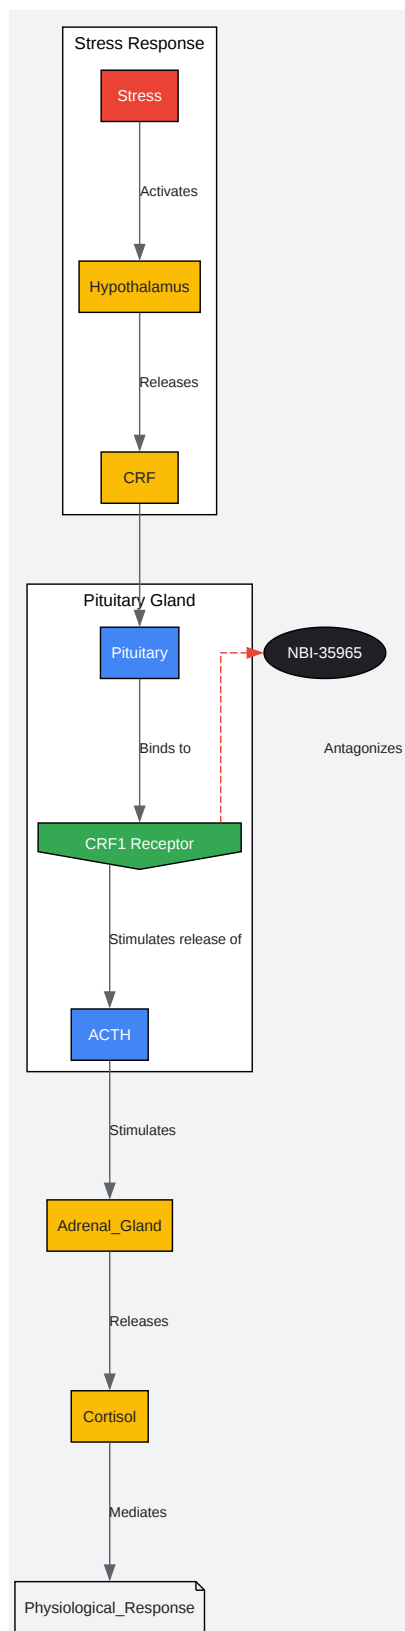 Stress Response
Stress
Activates
Hypothalamus
Releases
CRF
Pituitary Gland
Pituitary
NBI-35965
Binds to
Antagonizes
CRF1 Receptor
Stimulates release of
ACTH
Stimulates
Adrenal_Gland
Releases
Cortisol
Mediates
Physiological_Response